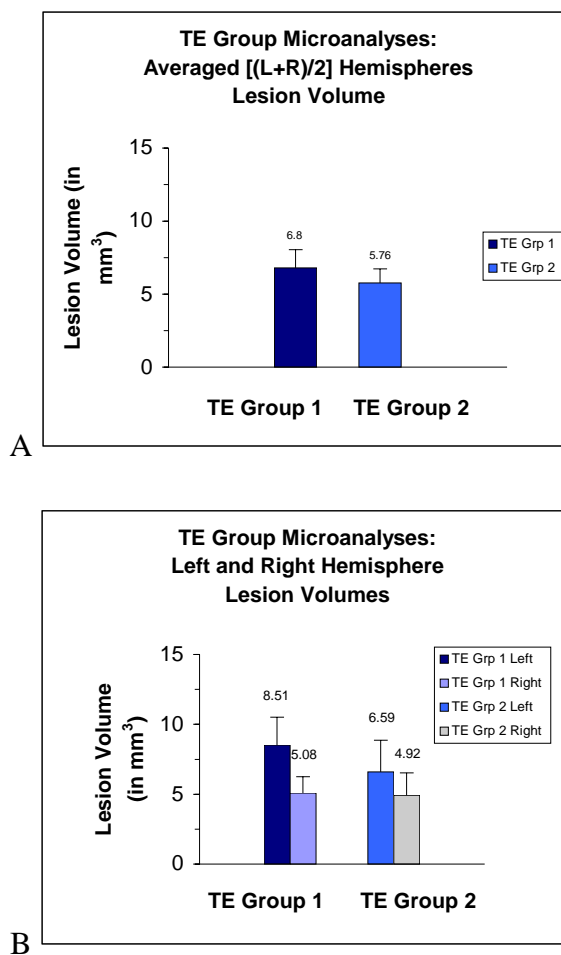 TE Group Microanalyses:
Averaged [(L+R)/2] Hemispheres
Lesion Volume
Lesion Volume (in
mm³)
15
10
5
0
6.8
5.76
TE Grp 1
TE Grp 2
TE Group 1 TE Group 2
A
TE Group Microanalyses:
Left and Right Hemisphere
Lesion Volumes
Lesion Volume
(in mm³)
15
10
5
0
8.51
5.08
6.59
4.92
TE Grp 1 Left
TE Grp 1 Right
TE Grp 2 Left
TE Grp 2 Right
TE Group 1 TE Group 2
B